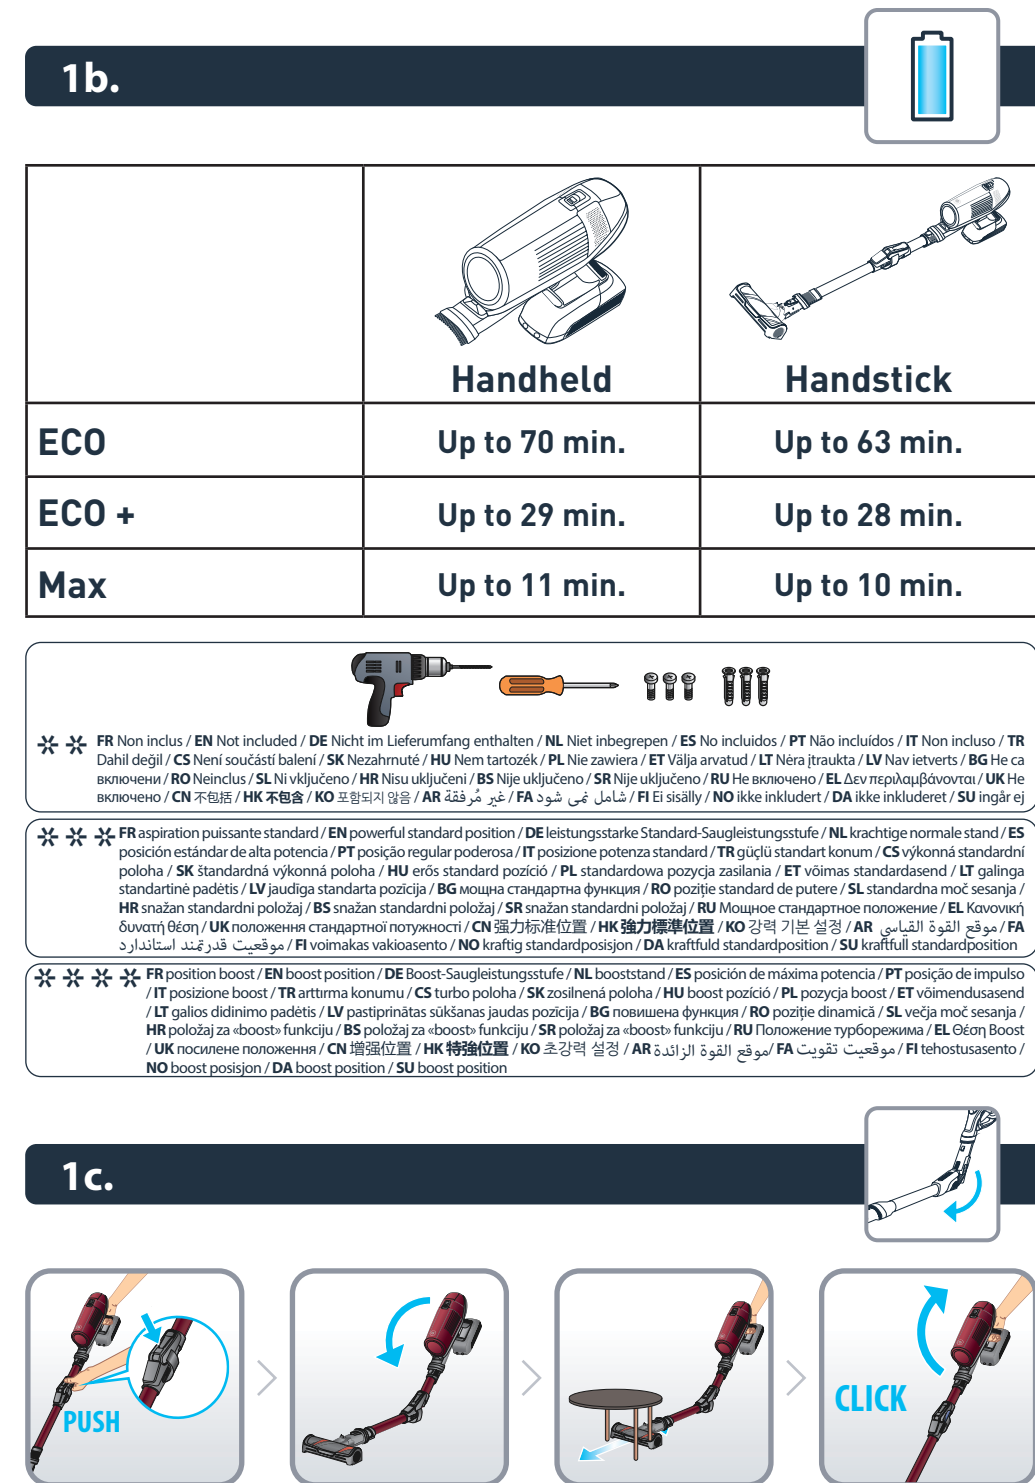 1b.
Handheld Handstick
ECO Up to 70 min. Up to 63 min.
ECO + Up to 29 min. Up to 28 min.
Max Up to 11 min. Up to 10 min.
FR Non inclus / EN Not included / DE Nicht im Lieferumfang enthalten / NL Niet inbegrepen / ES No incluidos / PT Não incluídos / IT Non incluso / TR
Dahil değil / CS Není součástí balení / SK Nezahrnuté / HU Nem tartozék / PL Nie zawiera / ET Välja arvatud / LT Nėra įtraukta / LV Nav ietverts / BG Не са
включени / RO Neinclus / SL Ni vključeno / HR Nisu uključeni / BS Nije uključeno / SR Nije uključeno / RU Не включено / EL Δεν περιλαμβάνονται / UK Не
включено / CN 不包括 / HK 不包含 / KO 포함되지 않음 / AR غير مُرفقة / FA شامل نمی شود / FI Ei sisälly / NO ikke inkludert / DA ikke inkluderet / SU ingår ej
FR aspiration puissante standard / EN powerful standard position / DE leistungsstarke Standard-Saugleistungsstufe / NL krachtige normale stand / ES
posición estándar de alta potencia / PT posição regular poderosa / IT posizione potenza standard / TR güçlü standart konum / CS výkonná standardní
poloha / SK štandardná výkonná poloha / HU erős standard pozíció / PL standardowa pozycja zasilania / ET võimas standardasend / LT galinga
standartinė padėtis / LV jaudīga standarta pozīcija / BG мощна стандартна функция / RO poziție standard de putere / SL standardna moč sesanja /
HR snažan standardni položaj / BS snažan standardni položaj / SR snažan standardni položaj / RU Мощное стандартное положение / EL Κανονική
δυνατή θέση / UK положення стандартної потужності / CN 强力标准位置 / HK 強力標準位置 / KO 강력 기본 설정 / AR موقع القوة القياسي / FA
موقعیت قدرتمند استاندارد / FI voimakas vakioasento / NO kraftig standardposisjon / DA kraftfuld standardposition / SU kraftfull standardposition
FR position boost / EN boost position / DE Boost-Saugleistungsstufe / NL booststand / ES posición de máxima potencia / PT posição de impulso
/ IT posizione boost / TR arttırma konumu / CS turbo poloha / SK zosilnená poloha / HU boost pozíció / PL pozycja boost / ET võimendusasend
/ LT galios didinimo padėtis / LV pastiprinātas sūkšanas jaudas pozīcija / BG повишена функция / RO poziție dinamică / SL večja moč sesanja /
HR položaj za «boost» funkciju / BS položaj za «boost» funkciju / SR položaj za «boost» funkciju / RU Положение турборежима / EL Θέση Boost
/ UK посилене положення / CN 增强位置 / HK 特強位置 / KO 초강력 설정 / AR موقع القوة الزائدة / FA موقعیت تقویت / FI tehostusasento /
NO boost posisjon / DA boost position / SU boost position
1c.
PUSH
CLICK